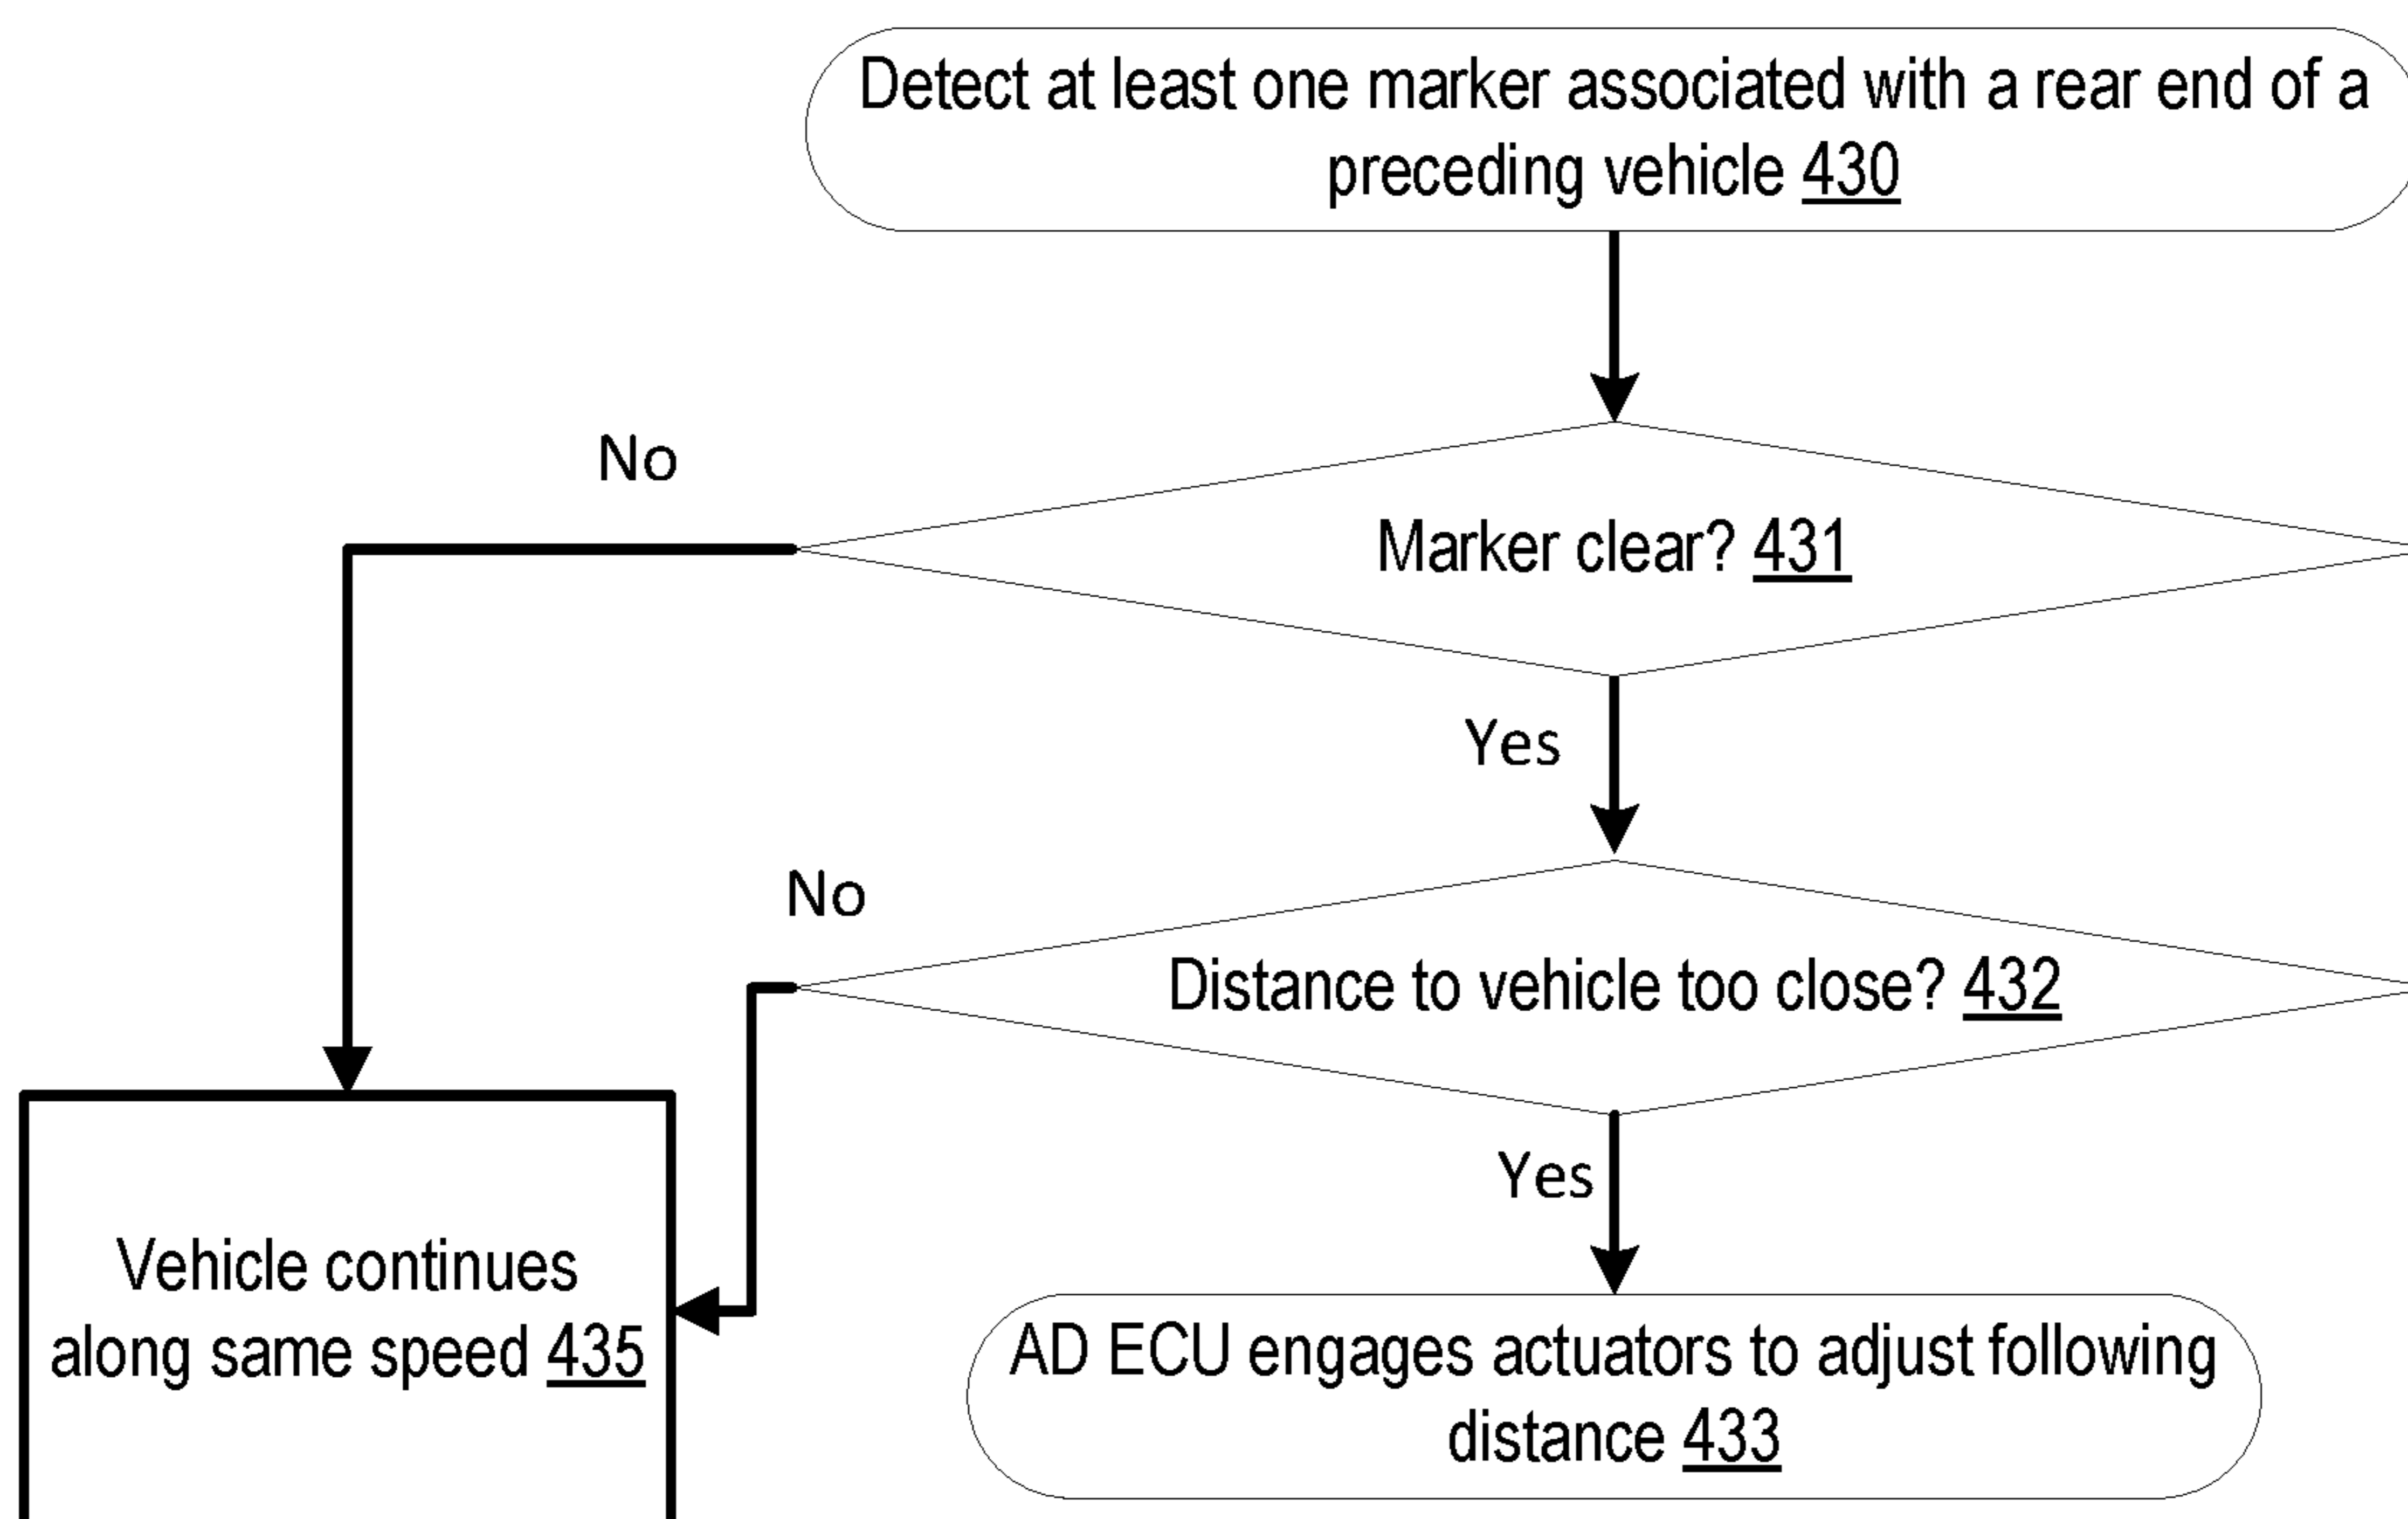 Detect at least one marker associated with a rear end of a
preceding vehicle 430
No
Marker clear? 431
Yes
No
Distance to vehicle too close? 432
Yes
Vehicle continues
along same speed 435
AD ECU engages actuators to adjust following
distance 433